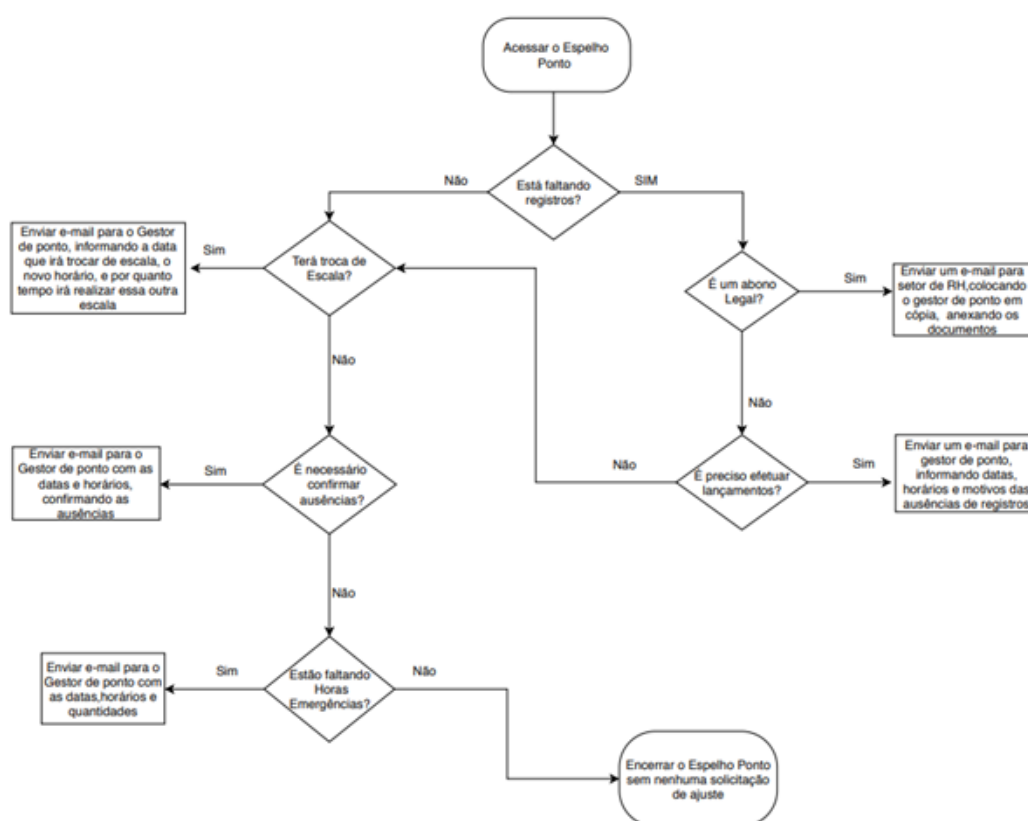 Acessar o Espelho
Ponto
Não
Está faltando
registros?
SIM
Enviar e-mail para o Gestor
de ponto, informando a data
que irá trocar de escala, o
novo horário, e por quanto
tempo irá realizar essa outra
escala
Sim
Terá troca de
Escala?
É um abono
Legal?
Sim
Enviar um e-mail para
setor de RH,colocando
o gestor de ponto em
cópia, anexando os
documentos
Não
Não
Enviar e-mail para o
Gestor de ponto com as
datas e horários,
confirmando as
ausências
Sim
É necessário
confirmar
ausências?
Não
É preciso efetuar
lançamentos?
Sim
Enviar um e-mail para
gestor de ponto,
informando datas,
horários e motivos das
ausências de registros
Não
Enviar e-mail para o
Gestor de ponto com
as datas,horários e
quantidades
Sim
Estão faltando
Horas
Emergências?
Não
Encerrar o Espelho Ponto
sem nenhuma solicitação
de ajuste